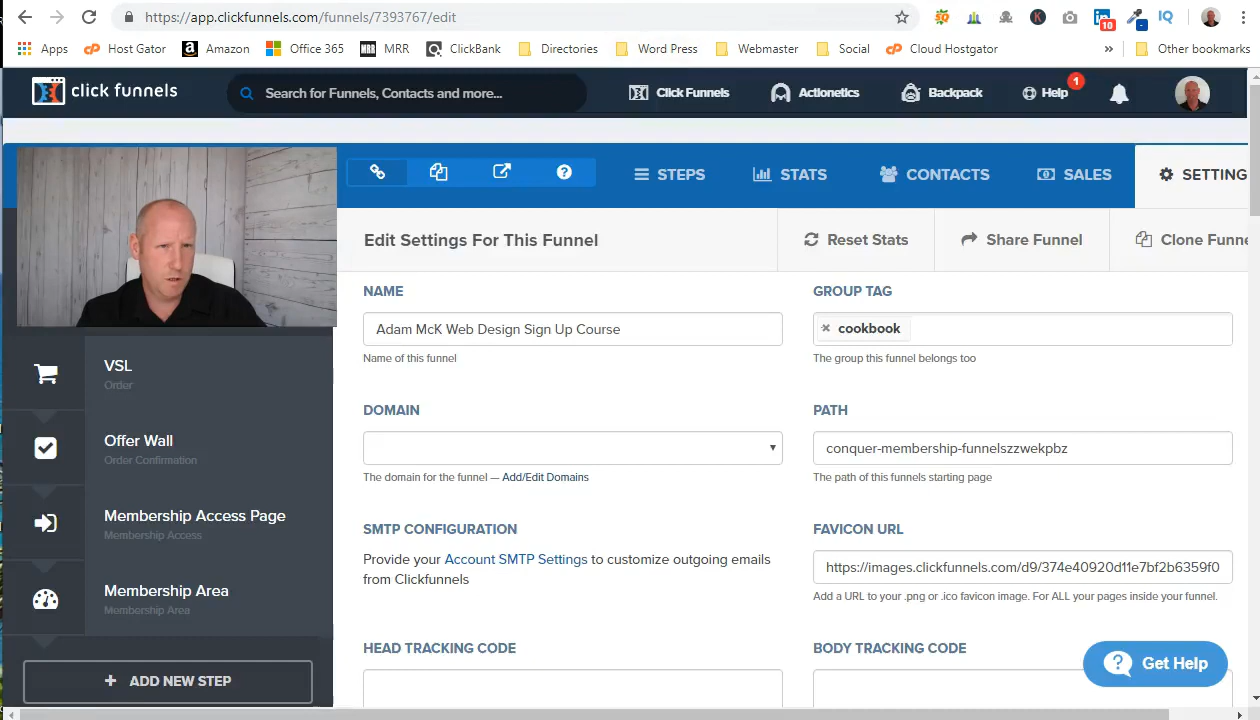 https://app.clickfunnels.com/funnels/7393767/edit
10
IQ
Apps
Host Gator
Amazon
Office 365
MRR
MRR
ClickBank
Directories
Word Press
Webmaster
Social
Cloud Hostgator
»
Other bookmarks
click funnels
Search for Funnels, Contacts and more...
Click Funnels
Actionetics
Backpack
Help
1
STEPS
STATS
CONTACTS
SALES
SETTING
Edit Settings For This Funnel
Reset Stats
Share Funnel
Clone Funne
NAME
Adam McK Web Design Sign Up Course
Name of this funnel
GROUP TAG
× cookbook
The group this funnel belongs too
VSL
Order
Offer Wall
Order Confirmation
Membership Access Page
Membership Access
Membership Area
Membership Area
+ ADD NEW STEP
DOMAIN
The domain for the funnel — Add/Edit Domains
PATH
conquer-membership-funnelszzwekpbz
The path of this funnels starting page
SMTP CONFIGURATION
Provide your Account SMTP Settings to customize outgoing emails
from Clickfunnels
FAVICON URL
https://images.clickfunnels.com/d9/374e40920d11e7bf2b6359f0
Add a URL to your .png or .ico favicon image. For ALL your pages inside your funnel.
HEAD TRACKING CODE
BODY TRACKING CODE
Get Help